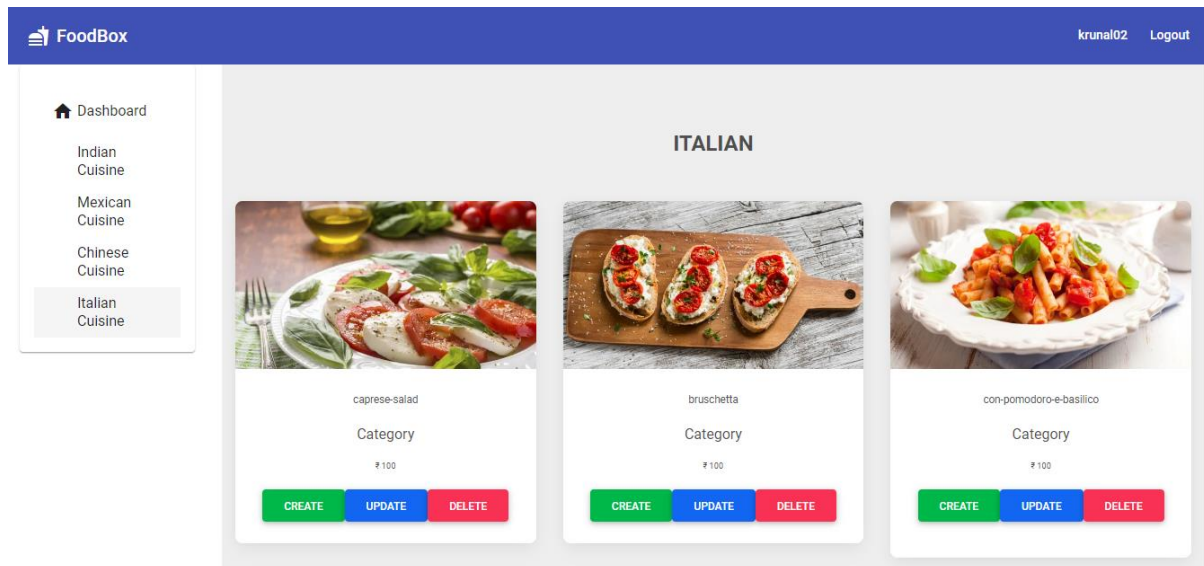 FoodBox
krunal02 Logout
Dashboard
Indian
Cuisine
Mexican
Cuisine
Chinese
Cuisine
Italian
Cuisine
ITALIAN
caprese-salad
Category
₹ 100
CREATE UPDATE DELETE
bruschetta
Category
₹ 100
CREATE UPDATE DELETE
con-pomodoro-e-basilico
Category
₹ 100
CREATE UPDATE DELETE